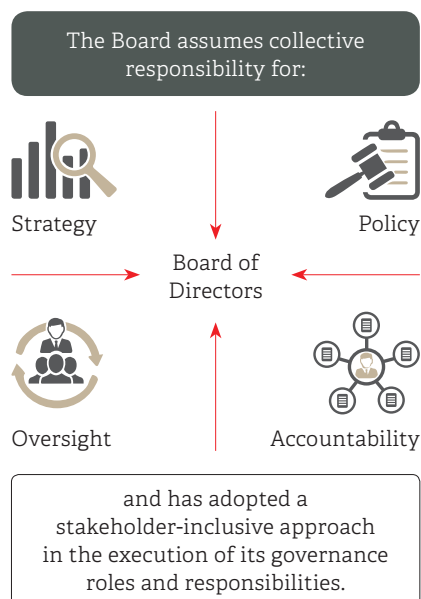 The Board assumes collective
responsibility for:
Strategy
Policy
Board of
Directors
Oversight
Accountability
and has adopted a
stakeholder-inclusive approach
in the execution of its governance
roles and responsibilities.